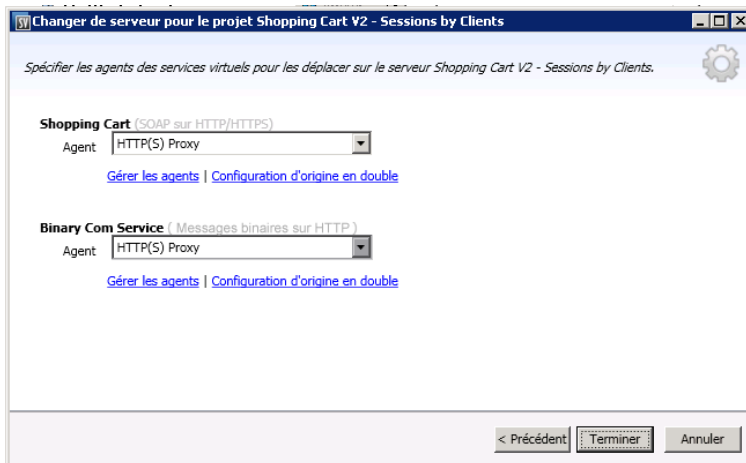 SV Changer de serveur pour le projet Shopping Cart V2 - Sessions by Clients
Spécifier les agents des services virtuels pour les déplacer sur le serveur Shopping Cart V2 - Sessions by Clients.
Shopping Cart (SOAP sur HTTP/HTTPS)
Agent HTTP(S) Proxy
Gérer les agents | Configuration d'origine en double
Binary Com Service ( Messages binaires sur HTTP )
Agent HTTP(S) Proxy
Gérer les agents | Configuration d'origine en double
< Précédent Terminer Annuler